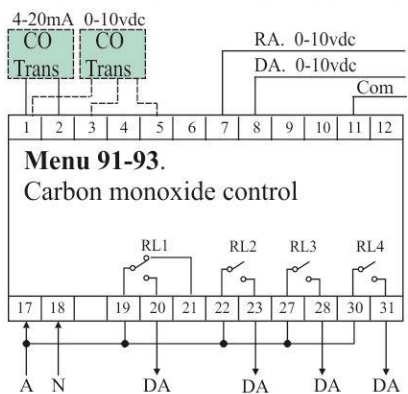 4-20mA 0-10vdc
CO CO
Trans Trans
RA. 0-10vdc
DA. 0-10vdc
Com
1 2 3 4 5 6 7 8 9 10 11 12
Menu 91-93.
Carbon monoxide control
RL1 RL2 RL3 RL4
17 18 19 20 21 22 23 27 28 30 31
A N DA DA DA DA